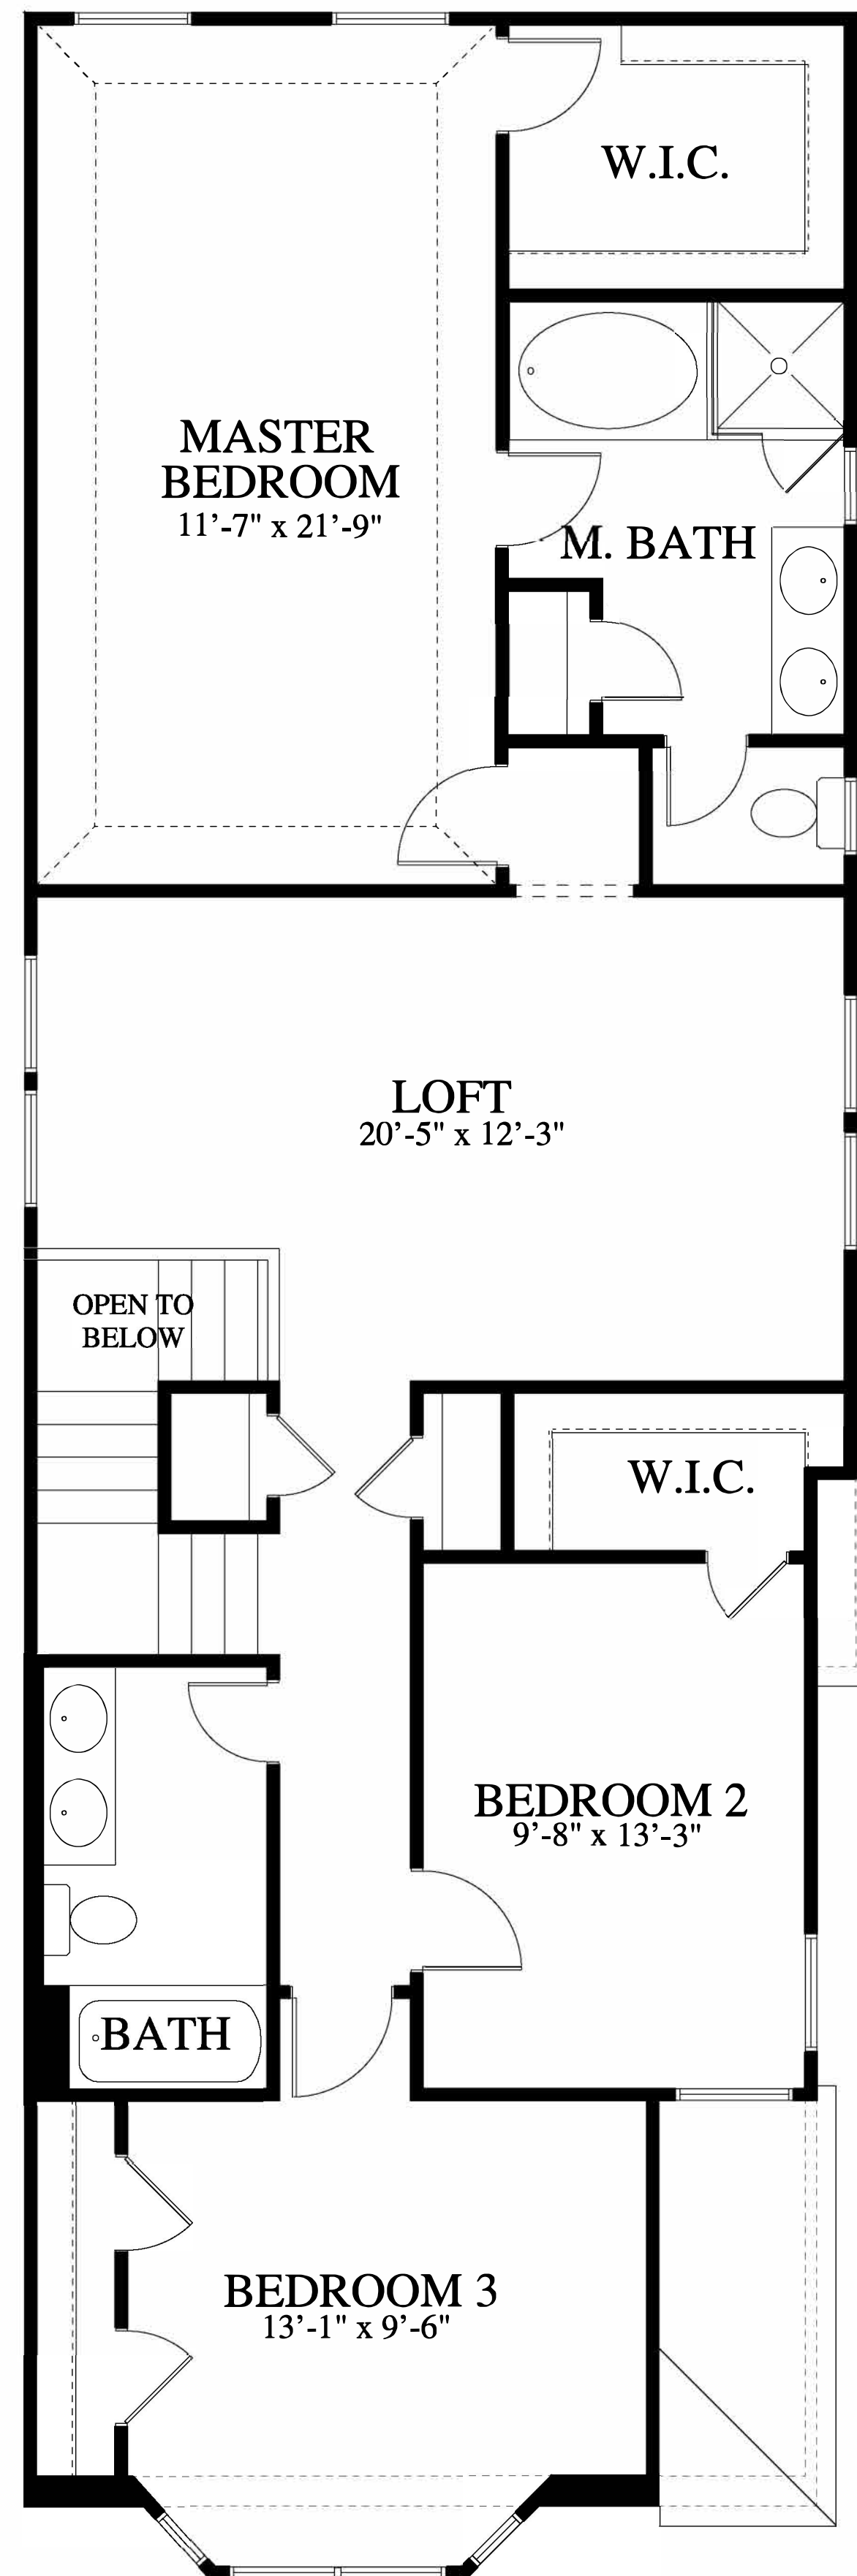 W.I.C.
MASTER
BEDROOM
11'-7" x 21'-9"
M. BATH
LOFT
20'-5" x 12'-3"
OPEN TO
BELOW
W.I.C.
BEDROOM 2
9'-8" x 13'-3"
BATH
BEDROOM 3
13'-1" x 9'-6"